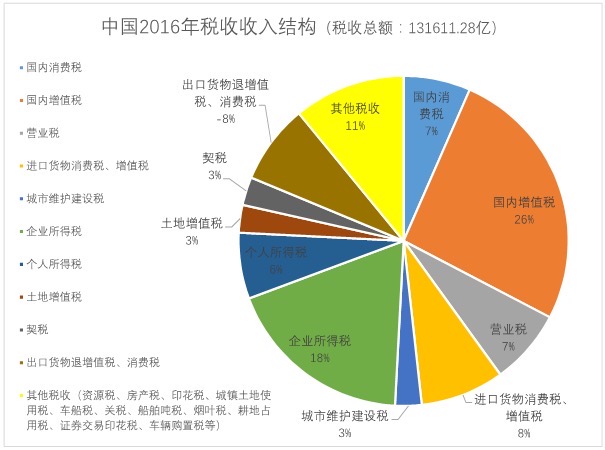 中国2016年税收收入结构（税收总额：131611.28亿）
国内消费税
国内增值税
营业税
进口货物消费税、增值税
城市维护建设税
企业所得税
个人所得税
土地增值税
契税
出口货物退增值税、消费税
其他税收（资源税、房产税、印花税、城镇土地使
用税、车船税、关税、船舶吨税、烟叶税、耕地占
用税、证券交易印花税、车辆购置税等）
国内消
费税
7%
国内增值税
26%
营业税
7%
进口货物消费税、
增值税
8%
城市维护建设税
3%
企业所得税
18%
个人所得税
6%
土地增值税
3%
契税
3%
出口货物退增值
税、消费税
-8%
其他税收
11%